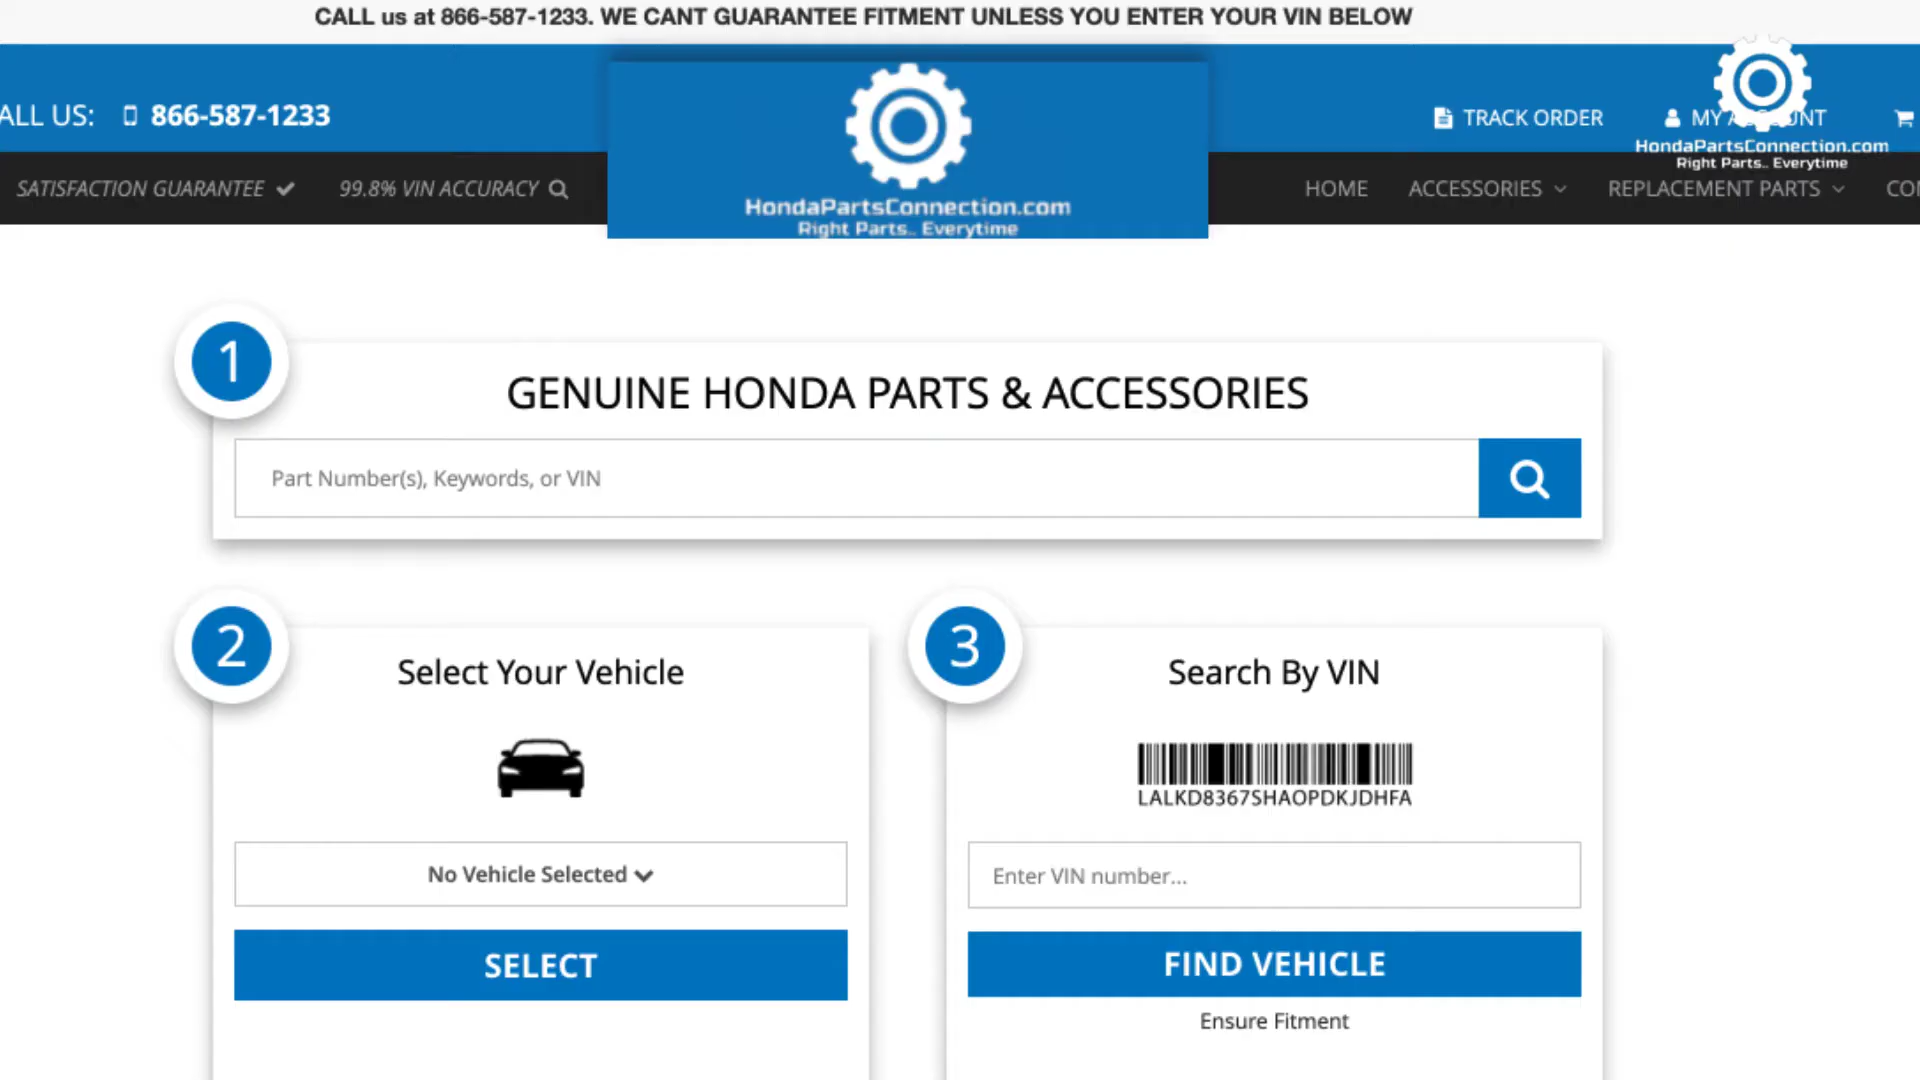 CALL us at 866-587-1233. WE CANT GUARANTEE FITMENT UNLESS YOU ENTER YOUR VIN BELOW
ALL US: 866-587-1233
TRACK ORDER
MY ACCOUNT
HondaPartsConnection.com
Right Parts.. Everytime
SATISFACTION GUARANTEE
99.8% VIN ACCURACY
HondaPartsConnection.com
Right Parts.. Everytime
HOME
ACCESSORIES
REPLACEMENT PARTS
1
GENUINE HONDA PARTS & ACCESSORIES
Part Number(s), Keywords, or VIN
2
Select Your Vehicle
No Vehicle Selected
SELECT
3
Search By VIN
LALKD8367SHAOPDKJDHFA
Enter VIN number...
FIND VEHICLE
Ensure Fitment